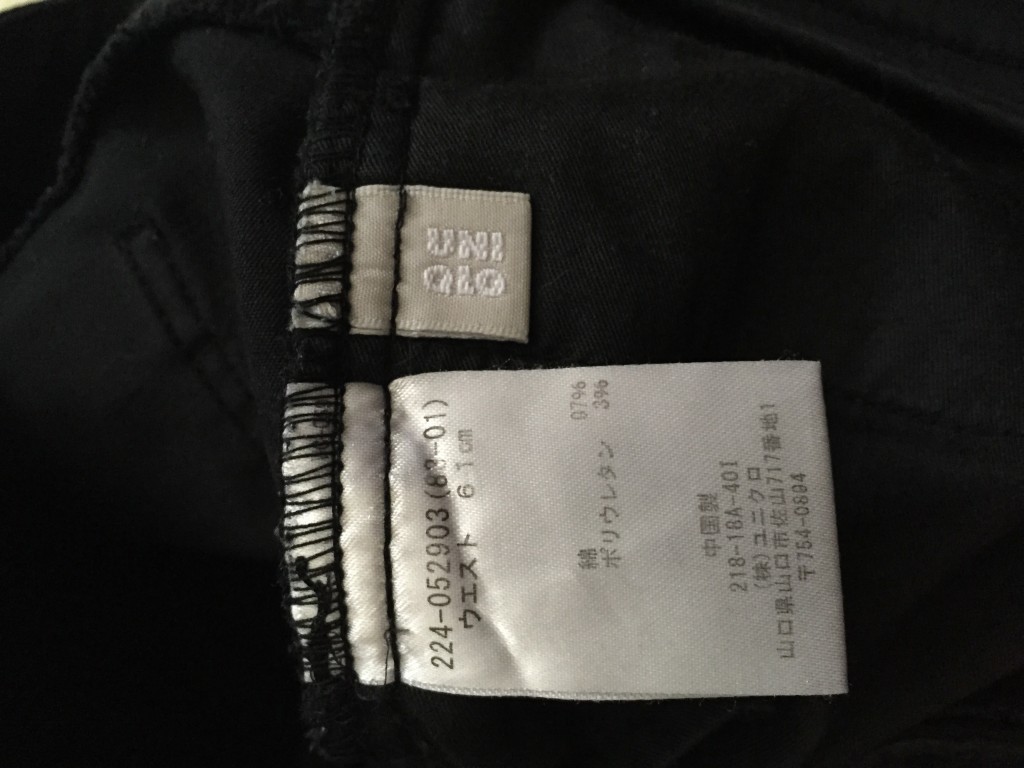 UNI
QLO
224-052903(83-01)
ウエスト 61cm
綿 97%
ポリウレタン 3%
中国製
218-18A-40I
(株)ユニクロ
山口県山口市佐山717番地1
〒754-0894